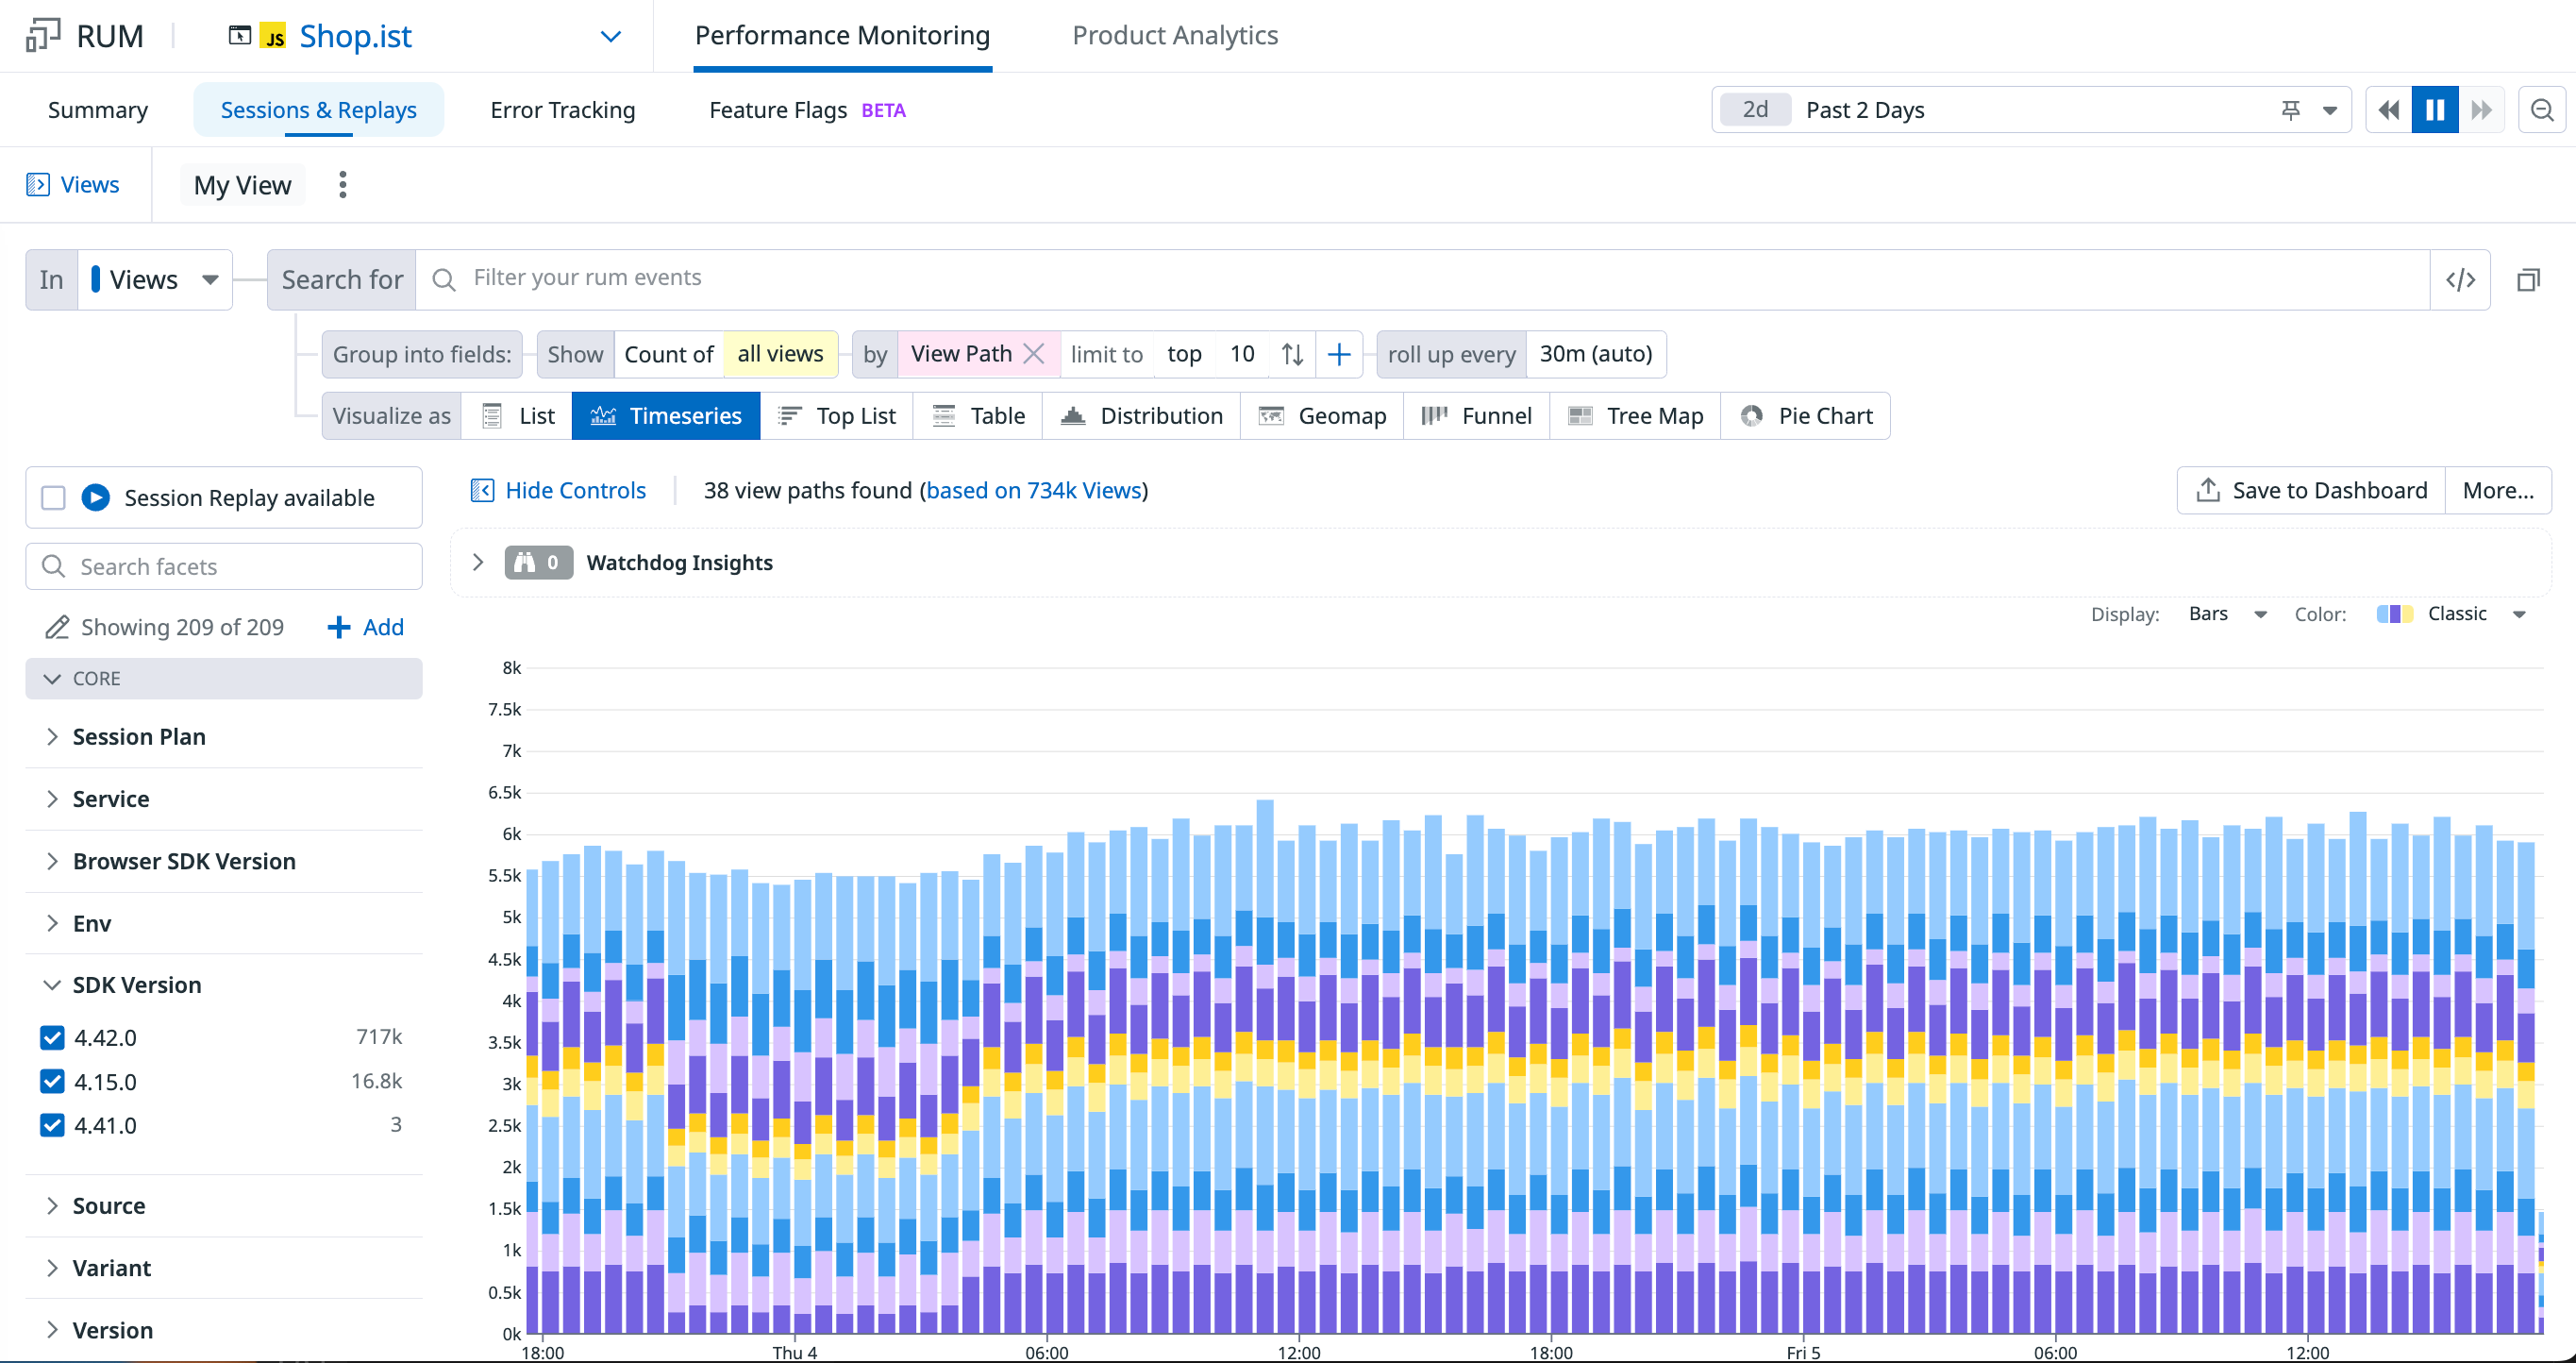 RUM JS Shop.ist Performance Monitoring Product Analytics
Summary Sessions & Replays Error Tracking Feature Flags BETA 2d Past 2 Days
Views My View
In Views Search for Filter your rum events </>
Group into fields: Show Count of all views by View Path limit to top 10 roll up every 30m (auto)
Visualize as List Timeseries Top List Table Distribution Geomap Funnel Tree Map Pie Chart
Session Replay available
Search facets
Showing 209 of 209 Add
CORE
Session Plan
Service
Browser SDK Version
Env
SDK Version
4.42.0 717k
4.15.0 16.8k
4.41.0 3
Source
Variant
Version
Hide Controls 38 view paths found (based on 734k Views) Save to Dashboard More...
0 Watchdog Insights
Display: Bars Color: Classic
8k
7.5k
7k
6.5k
6k
5.5k
5k
4.5k
4k
3.5k
3k
2.5k
2k
1.5k
1k
0.5k
0k
18:00 Thu 4 06:00 12:00 18:00 Fri 5 06:00 12:00